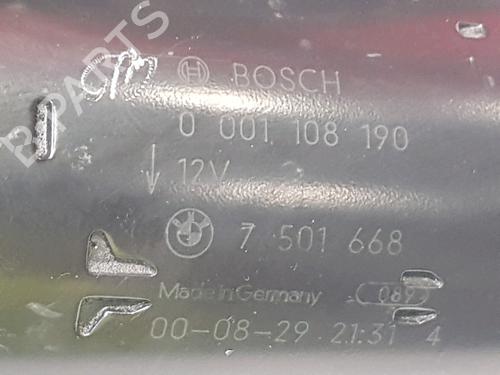 B-PARTS
BOSCH
0 001 108 190
12V
7 501 668
Made in Germany 089
00-08-29 21:31 4